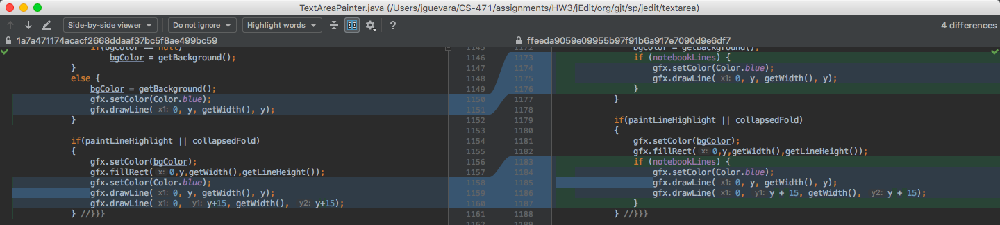 TextAreaPainter.java (/Users/jguevara/CS-471/assignments/HW3/jEdit/org/gjt/sp/jedit/textarea)
Side-by-side viewer Do not ignore Highlight words ? 4 differences
1a7a471174acacf2668ddaaf37bc5f8ae499bc59
if(bgColor == null) 1145
bgColor = getBackground(); 1146
} 1147
else { 1148
bgColor = getBackground(); 1149
gfx.setColor(Color.blue); 1150
gfx.drawLine( x1: 0, y, getWidth(), y); 1151
} 1152
1153
if(paintLineHighlight || collapsedFold) 1154
{ 1155
gfx.setColor(bgColor); 1156
gfx.fillRect( x: 0,y,getWidth(),getLineHeight()); 1157
gfx.setColor(Color.blue); 1158
gfx.drawLine( x1: 0, y, getWidth(), y); 1159
gfx.drawLine( x1: 0, y1: y+15, getWidth(), y2: y+15); 1160
} //}}} 1161
1162
ffeeda9059e09955b97f91b6a917e7090d9e6df7
1172 bgColor = getBackground();
1173 if (notebookLines) {
1174 gfx.setColor(Color.blue);
1175 gfx.drawLine( x1: 0, y, getWidth(), y);
1176 }
1177 }
1178
1179 if(paintLineHighlight || collapsedFold)
1180 {
1181 gfx.setColor(bgColor);
1182 gfx.fillRect( x: 0,y,getWidth(),getLineHeight());
1183 if (notebookLines) {
1184 gfx.setColor(Color.blue);
1185 gfx.drawLine( x1: 0, y, getWidth(), y);
1186 gfx.drawLine( x1: 0, y1: y + 15, getWidth(), y2: y + 15);
1187 }
1188 } //}}}
1189